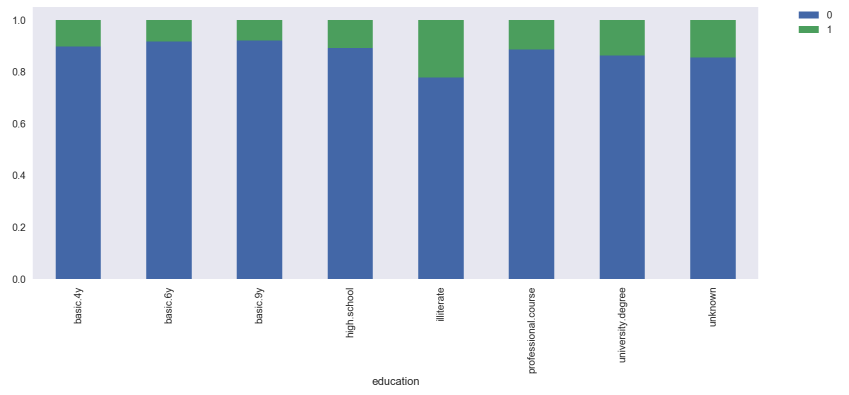 0
1
1.0
0.8
0.6
0.4
0.2
0.0
basic.4y
basic.6y
basic.9y
high.school
illiterate
professional.course
university.degree
unknown
education